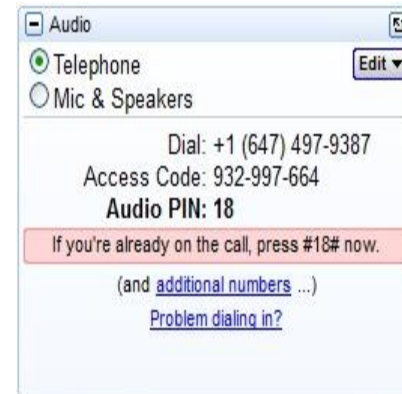 Audio
Telephone
Edit
Mic & Speakers
Dial: +1 (647) 497-9387
Access Code: 932-997-664
Audio PIN: 18
If you're already on the call, press #18# now.
(and additional numbers ...)
Problem dialing in?